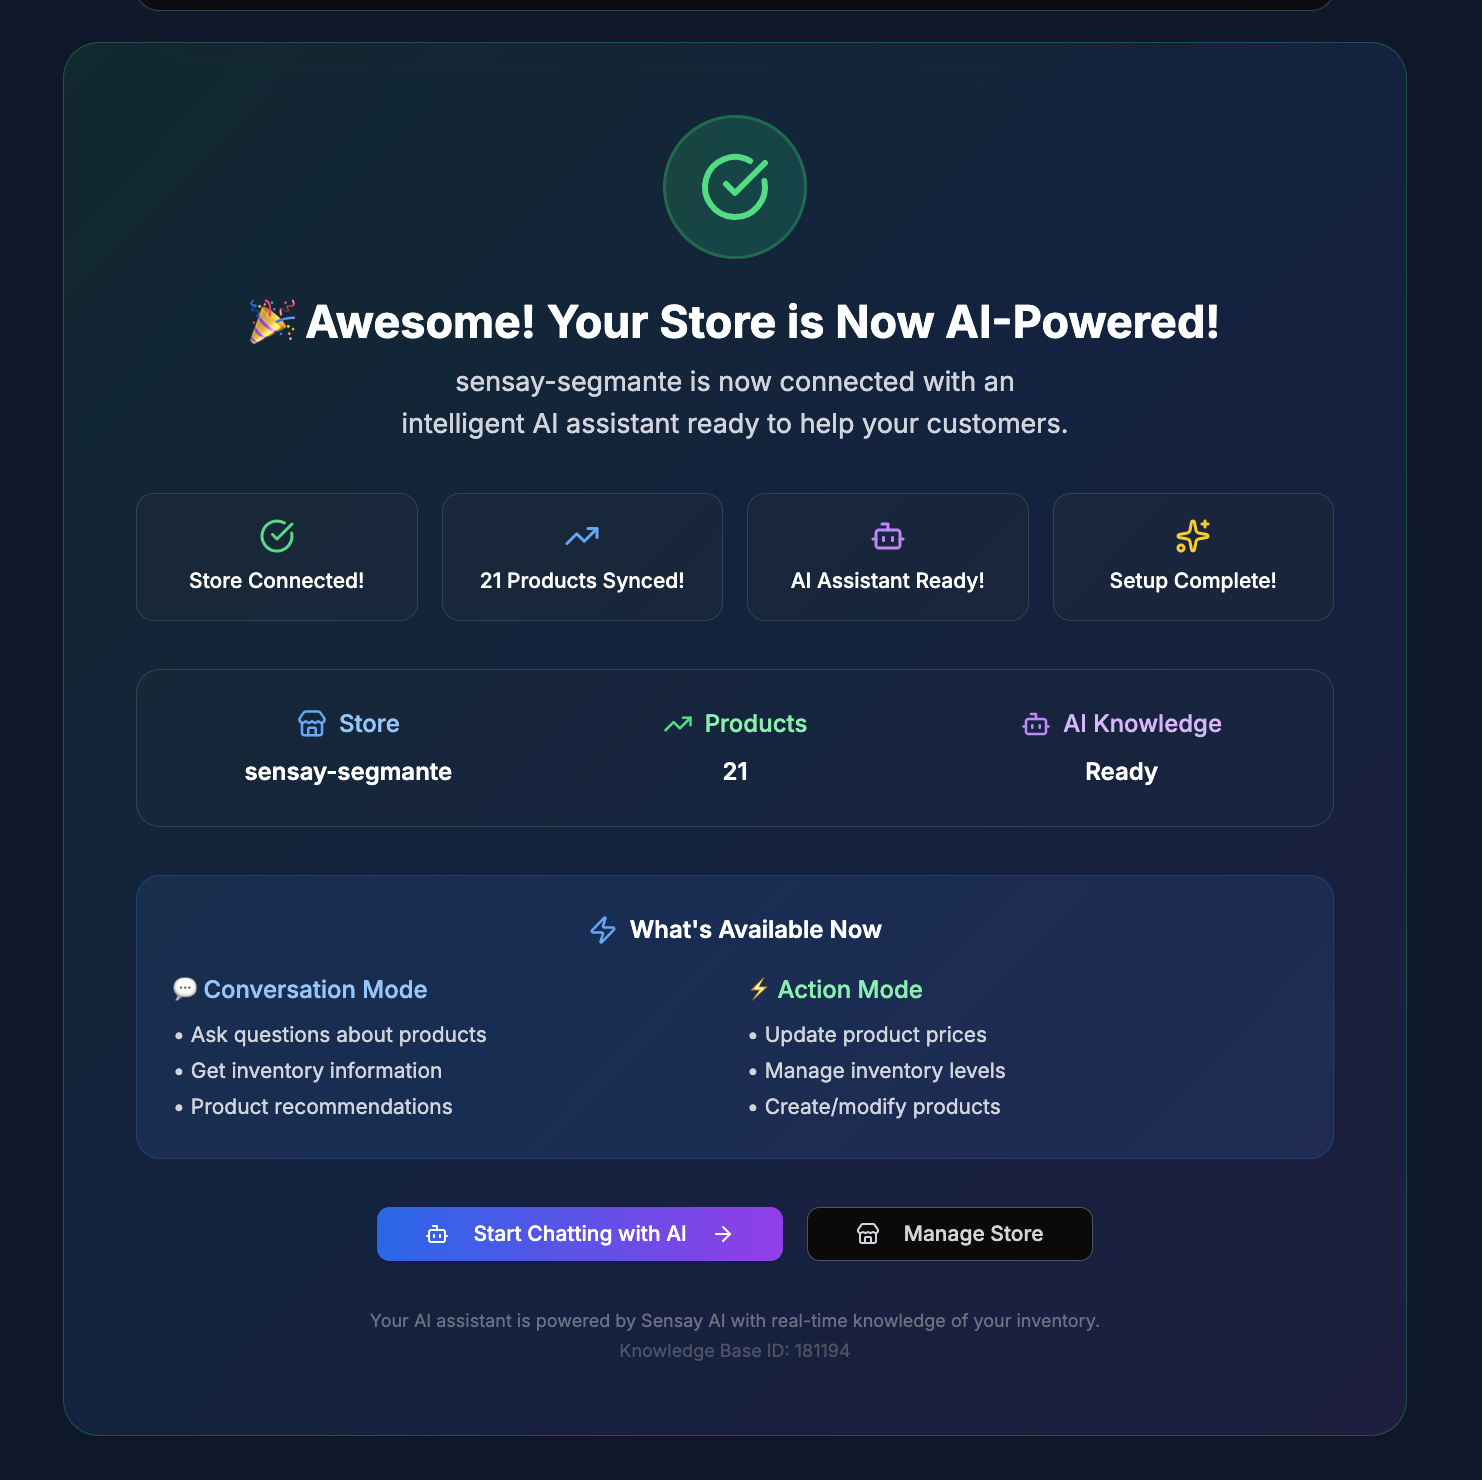 🎉 Awesome! Your Store is Now AI-Powered!
sensay-segmante is now connected with an
intelligent AI assistant ready to help your customers.
Store Connected!
21 Products Synced!
AI Assistant Ready!
Setup Complete!
Store
sensay-segmante
Products
21
AI Knowledge
Ready
What's Available Now
💬 Conversation Mode
• Ask questions about products
• Get inventory information
• Product recommendations
⚡ Action Mode
• Update product prices
• Manage inventory levels
• Create/modify products
Start Chatting with AI
Manage Store
Your AI assistant is powered by Sensay AI with real-time knowledge of your inventory.
Knowledge Base ID: 181194